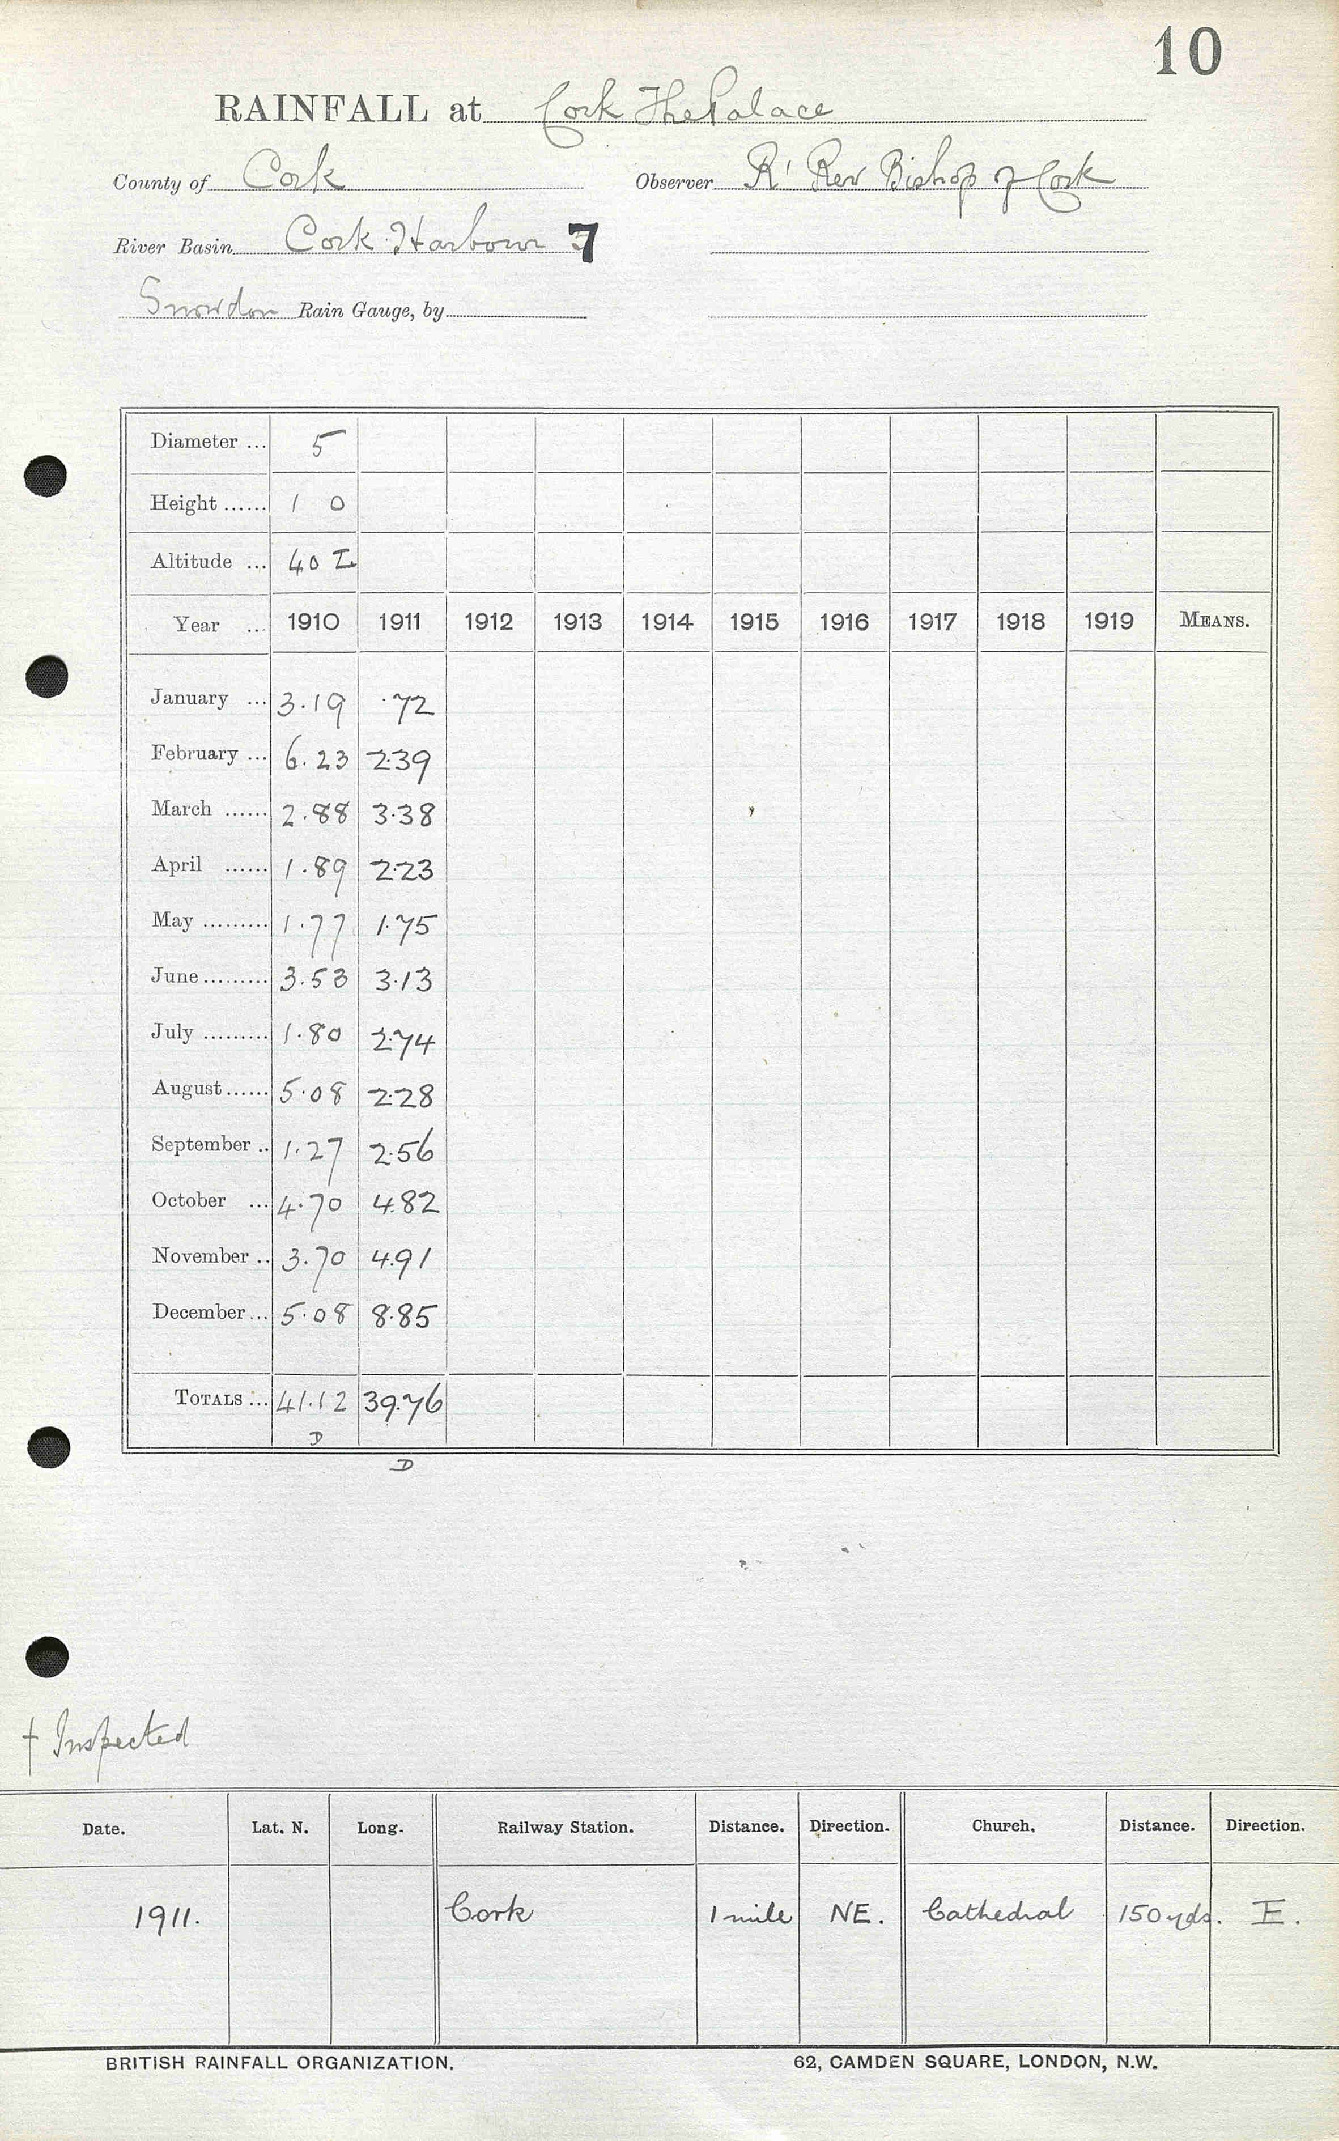 10
RAINFALL at Cork The Palace
County of Cork Observer Rt Rev Bishop of Cork
River Basin Cork Harbour 7
Snowdon Rain Gauge, by
Diameter ... 5
Height ...... 1 0
Altitude ... 40 I
Year ... 1910 1911 1912 1913 1914 1915 1916 1917 1918 1919 MEANS.
January ... 3.19 .72
February ... 6.23 2.39
March ...... 2.88 3.38
April ...... 1.89 2.23
May ......... 1.77 1.75
June ......... 3.53 3.13
July ......... 1.80 2.74
August ...... 5.08 2.28
September .. 1.27 2.56
October ... 4.70 4.82
November .. 3.70 4.91
December ... 5.08 8.85
TOTALS ... 41.12 39.76
D
D
† Inspected
Date. Lat. N. Long. Railway Station. Distance. Direction. Church. Distance. Direction.
1911. Cork 1 mile NE. Cathedral 150 yds. E.
BRITISH RAINFALL ORGANIZATION. 62, CAMDEN SQUARE, LONDON, N.W.